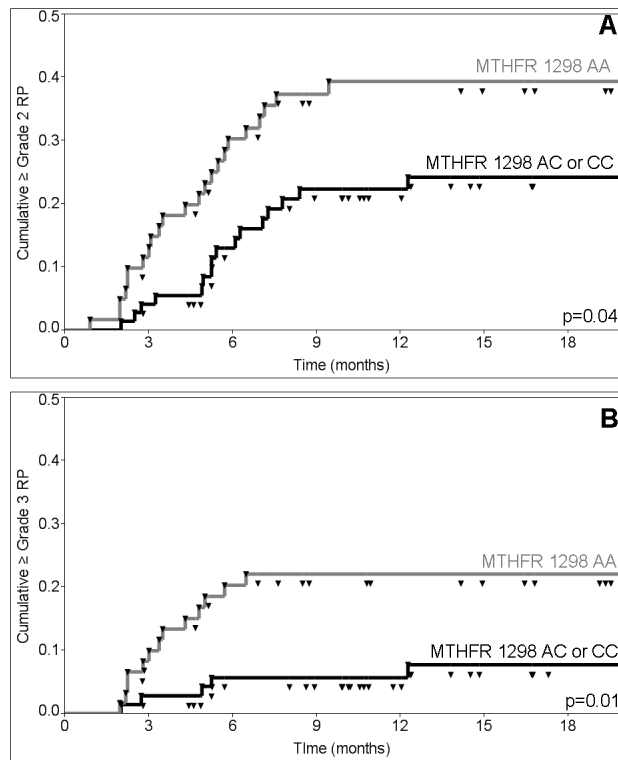 A
0.5
0.4
0.3
0.2
0.1
0.0
Cumulative ≥ Grade 2 RP
MTHFR 1298 AA
MTHFR 1298 AC or CC
p=0.04
0 3 6 9 12 15 18
Time (months)
B
0.5
0.4
0.3
0.2
0.1
0.0
Cumulative ≥ Grade 3 RP
MTHFR 1298 AA
MTHFR 1298 AC or CC
p=0.01
0 3 6 9 12 15 18
TIme (months)